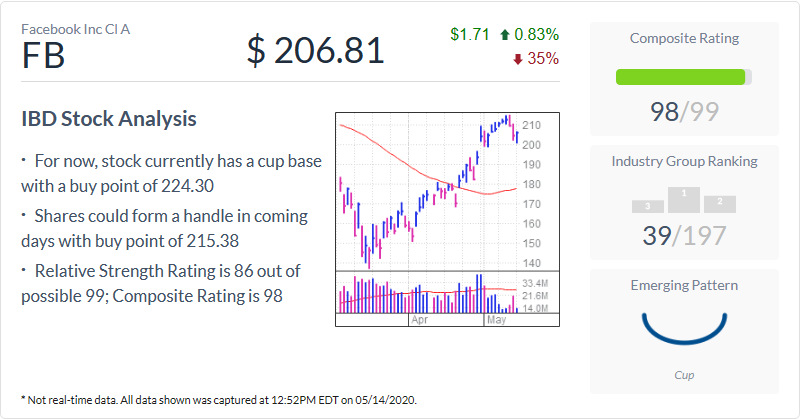 Facebook Inc Cl A
FB
$ 206.81
$1.71 0.83%
35%
IBD Stock Analysis
• For now, stock currently has a cup base
with a buy point of 224.30
• Shares could form a handle in coming
days with buy point of 215.38
• Relative Strength Rating is 86 out of
possible 99; Composite Rating is 98
210
200
190
180
170
160
150
140
33.4M
21.6M
14.0M
Apr May
Composite Rating
98/99
Industry Group Ranking
3 1 2
39/197
Emerging Pattern
Cup
* Not real-time data. All data shown was captured at 12:52PM EDT on 05/14/2020.